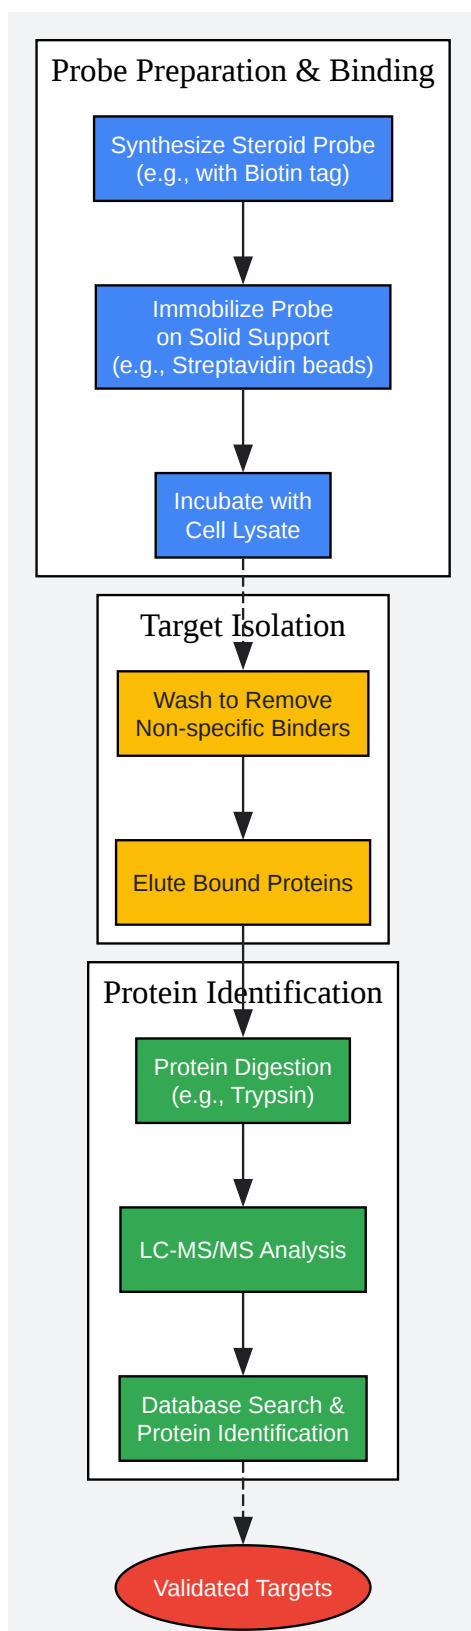 Probe Preparation & Binding
Synthesize Steroid Probe
(e.g., with Biotin tag)
Immobilize Probe
on Solid Support
(e.g., Streptavidin beads)
Incubate with
Cell Lysate
Target Isolation
Wash to Remove
Non-specific Binders
Elute Bound Proteins
Protein Identification
Protein Digestion
(e.g., Trypsin)
LC-MS/MS Analysis
Database Search &
Protein Identification
Validated Targets